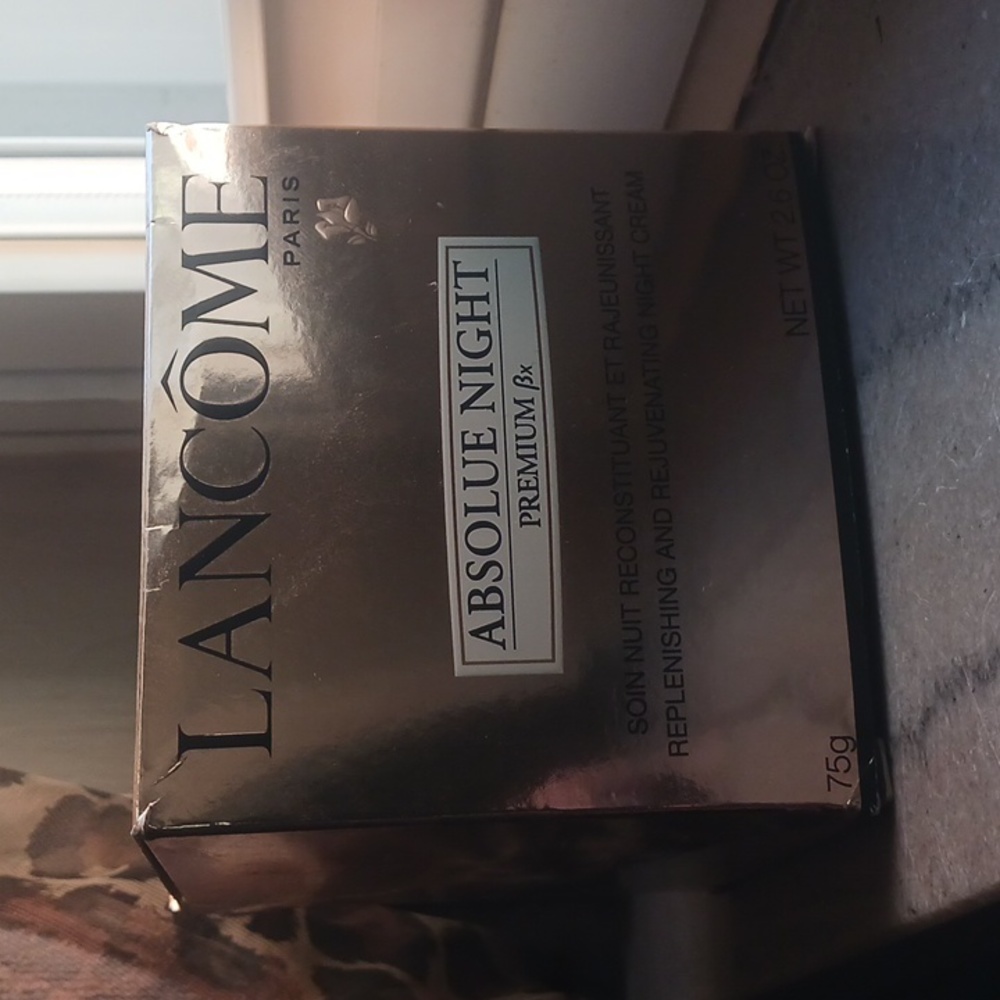 LANCÔME
PARIS
ABSOLUE NIGHT
PREMIUM βx
SOIN NUIT RECONSTITUANT ET RAJEUNISSANT
REPLENISHING AND REJUVENATING NIGHT CREAM
75g NET WT 2.6 OZ